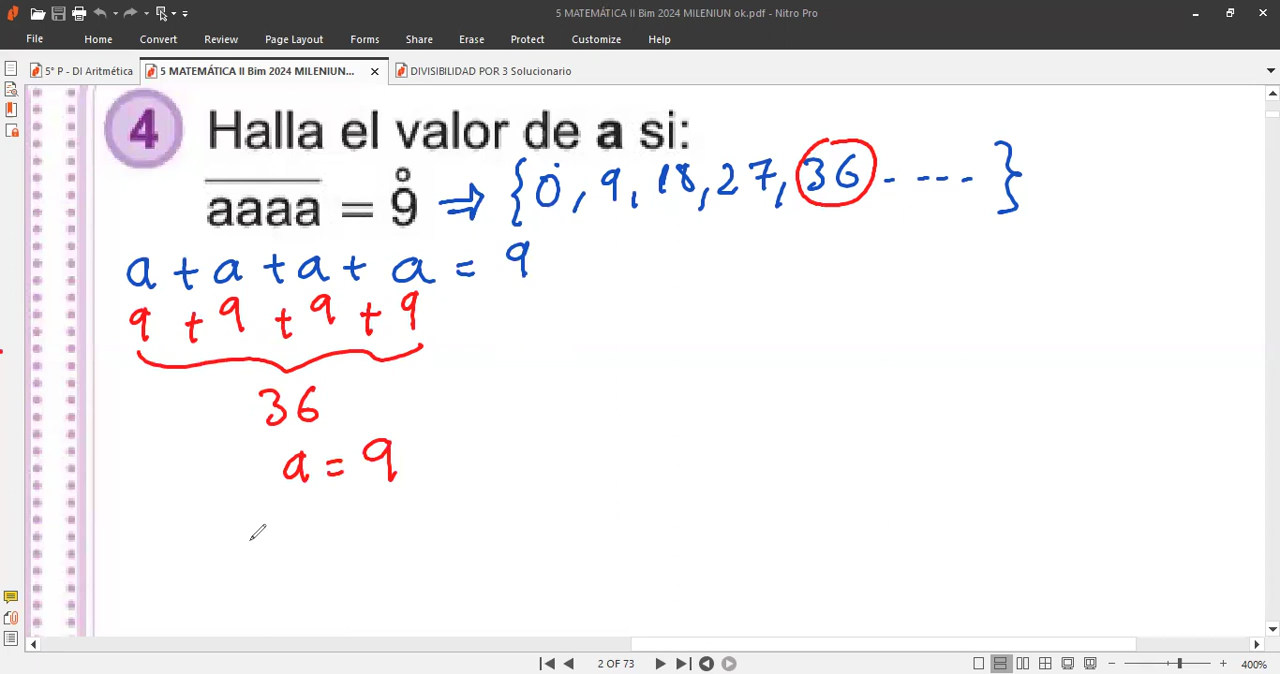 5 MATEMÁTICA II Bim 2024 MILENIUN ok.pdf - Nitro Pro
File Home Convert Review Page Layout Forms Share Erase Protect Customize Help
5° P - DI Aritmética 5 MATEMÁTICA II Bim 2024 MILENIUN... DIVISIBILIDAD POR 3 Solucionario
4 Halla el valor de a si:
aaaa = 9̊ ⇒ {0, 9, 18, 27, 36 - - - - - }
a + a + a + a = 9
9 + 9 + 9 + 9
36
a = 9
2 OF 73 400%